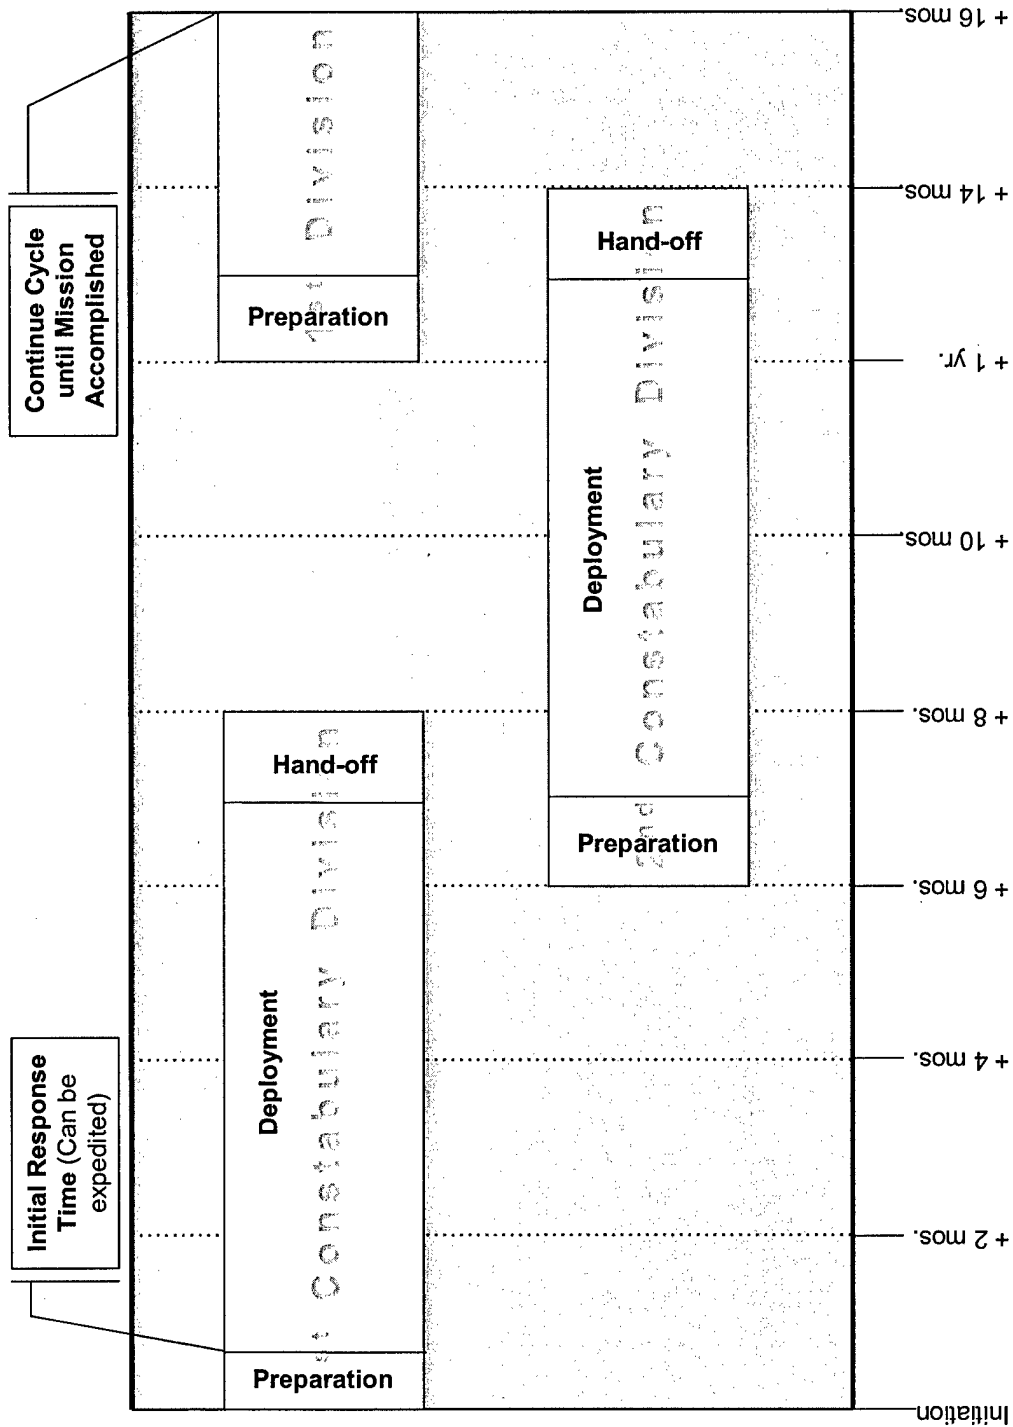 Initial Response
Time (Can be
expedited)
Continue Cycle
until Mission
Accomplished
Preparation
Deployment
Hand-off
st Constabulary Division
Preparation
1st Division
Preparation
Deployment
Hand-off
2nd Constabulary Division
Initiation
+ 2 mos.
+ 4 mos.
+ 6 mos.
+ 8 mos.
+ 10 mos.
+ 1 yr.
+ 14 mos.
+ 16 mos.